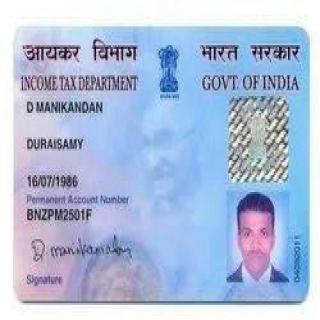 आयकर विभाग
INCOME TAX DEPARTMENT
भारत सरकार
GOVT. OF INDIA
D MANIKANDAN
DURAISAMY
16/07/1986
Permanent Account Number
BNZPM2501F
D. manikandan
Signature